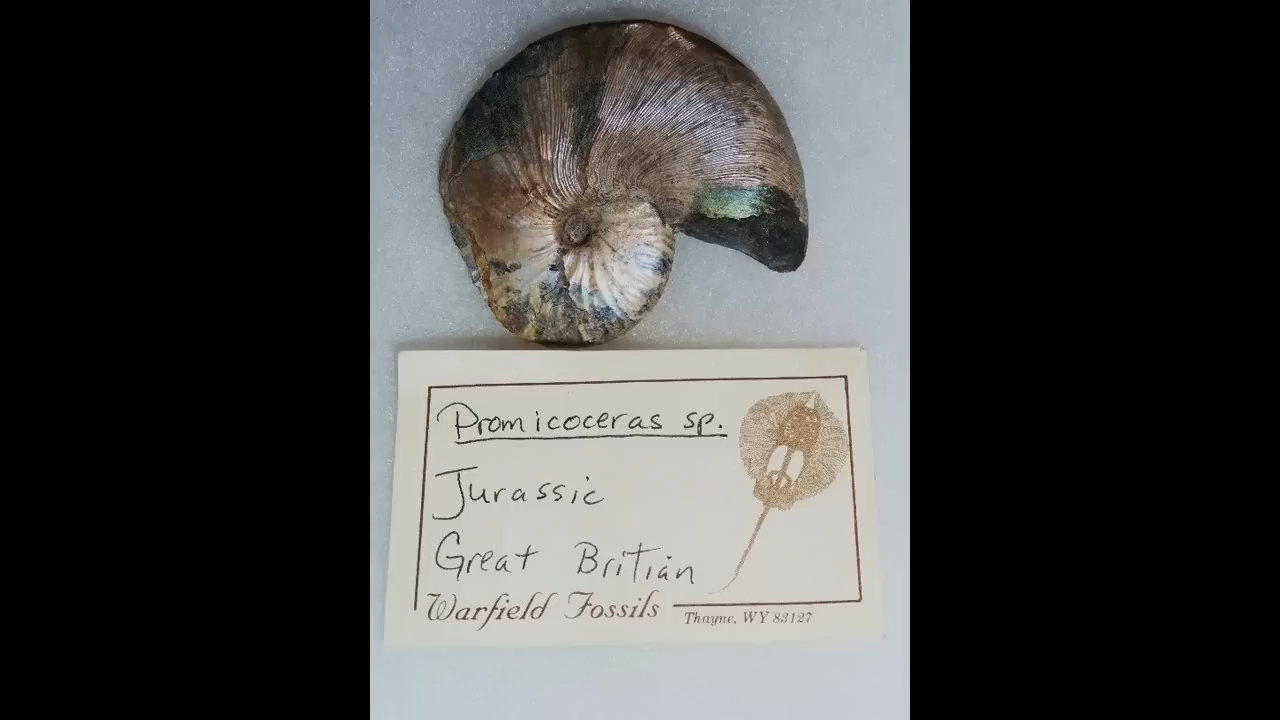 Promicoceras sp.
Jurassic
Great Britian
Warfield Fossils
Thayne, WY 83127